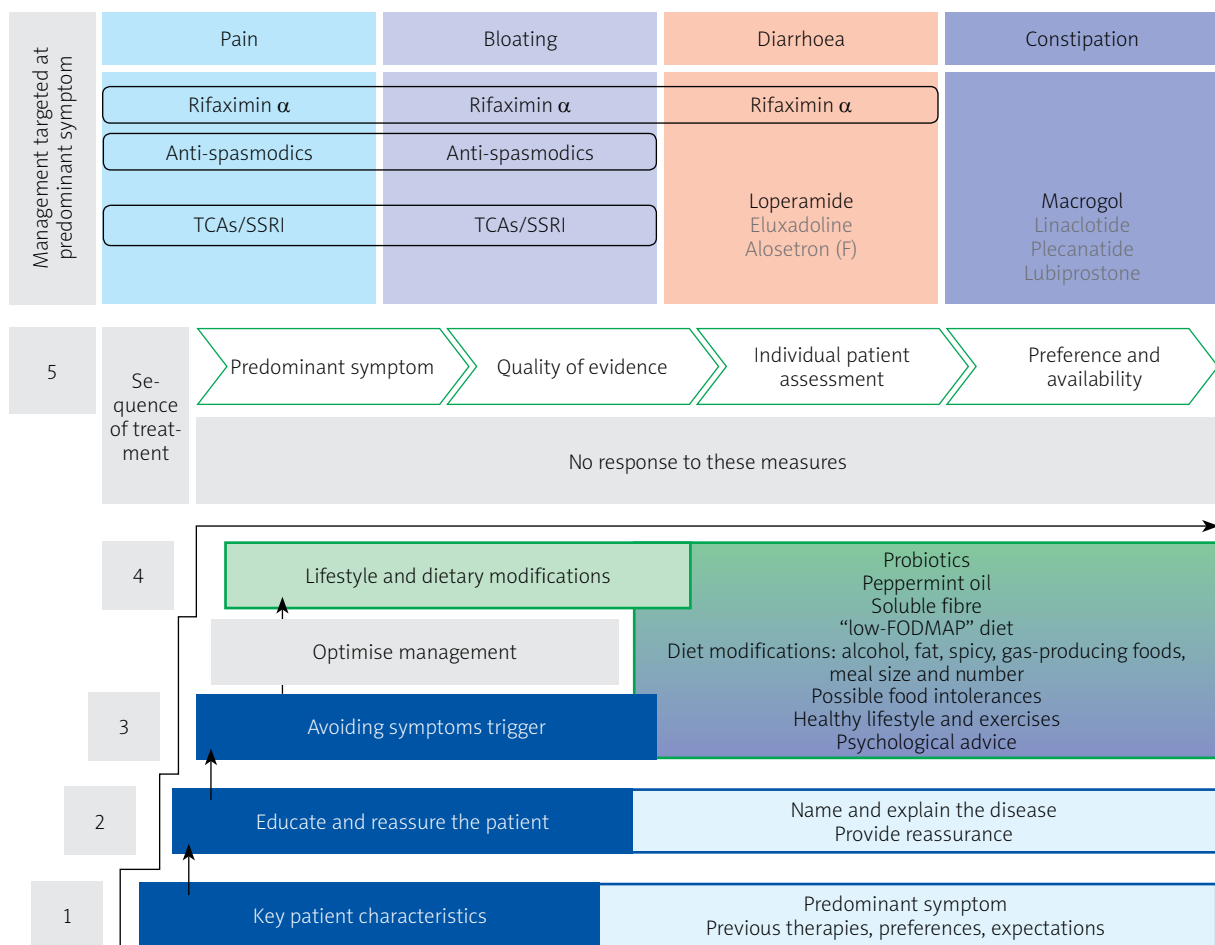 Management targeted at
predominant symptom
Pain
Bloating
Diarrhoea
Constipation
Rifaximin α
Rifaximin α
Rifaximin α
Anti-spasmodics
Anti-spasmodics
TCAs/SSRI
TCAs/SSRI
Loperamide
Eluxadoline
Alosetron (F)
Macrogol
Linaclotide
Plecanatide
Lubiprostone
5
Se-
quence
of treat-
ment
Predominant symptom
Quality of evidence
Individual patient
assessment
Preference and
availability
No response to these measures
4
Lifestyle and dietary modifications
Optimise management
3
Avoiding symptoms trigger
Probiotics
Peppermint oil
Soluble fibre
“low-FODMAP” diet
Diet modifications: alcohol, fat, spicy, gas-producing foods,
meal size and number
Possible food intolerances
Healthy lifestyle and exercises
Psychological advice
2
Educate and reassure the patient
Name and explain the disease
Provide reassurance
1
Key patient characteristics
Predominant symptom
Previous therapies, preferences, expectations